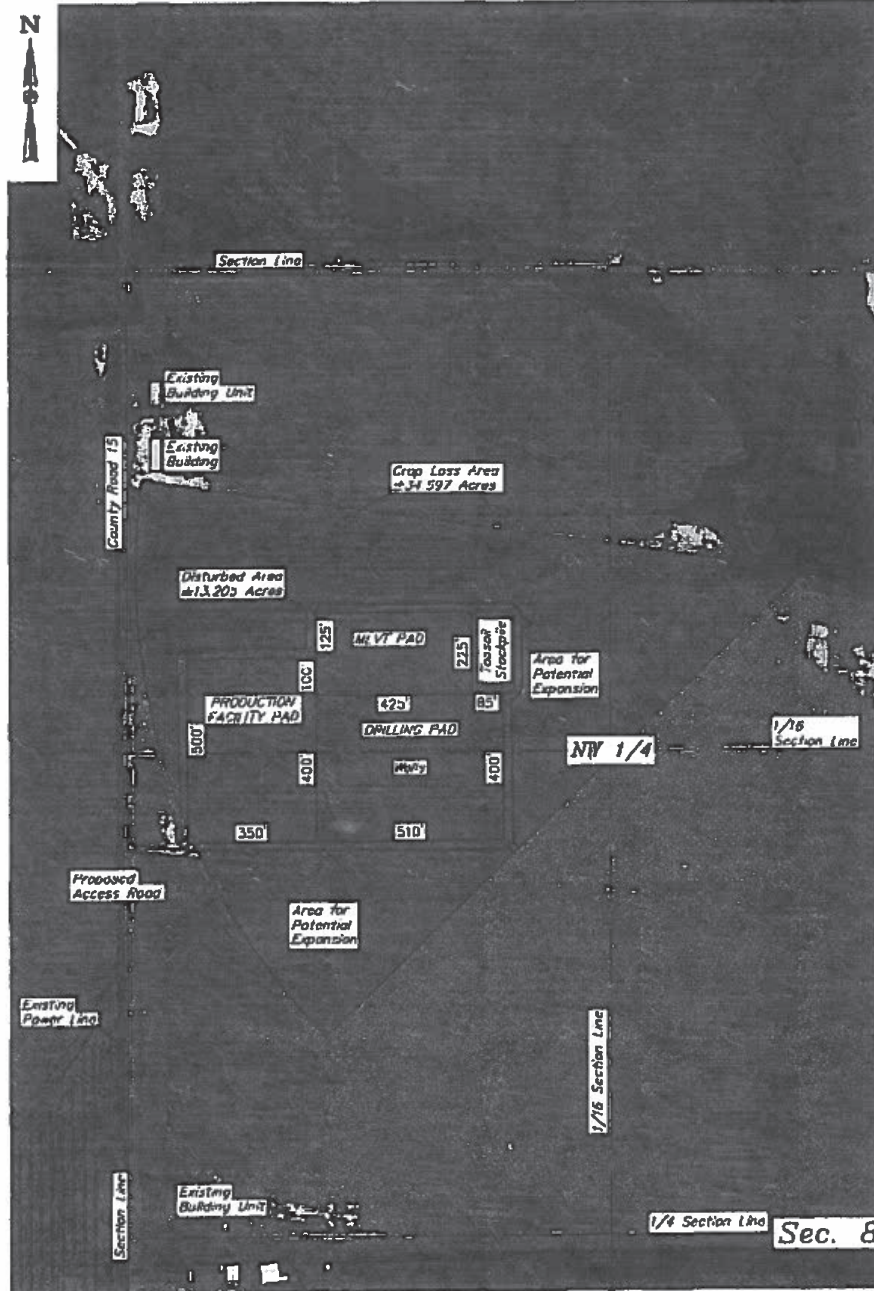 N
Section Line
Existing
Building Unit
Existing
Building
County Road 15
Crop Loss Area
±34.597 Acres
Disturbed Area
±13.205 Acres
125'
MLVT PAD
225'
Topsoil
Stockpile
Area for
Potential
Expansion
100'
PRODUCTION
FACILITY PAD
425'
85'
DRILLING PAD
1/16
Section Line
NW 1/4
500'
400'
Wells
400'
350'
510'
Proposed
Access Road
Area for
Potential
Expansion
Existing
Power Line
1/16 Section Line
Section Line
Existing
Building Unit
1/4 Section Line
Sec. 8